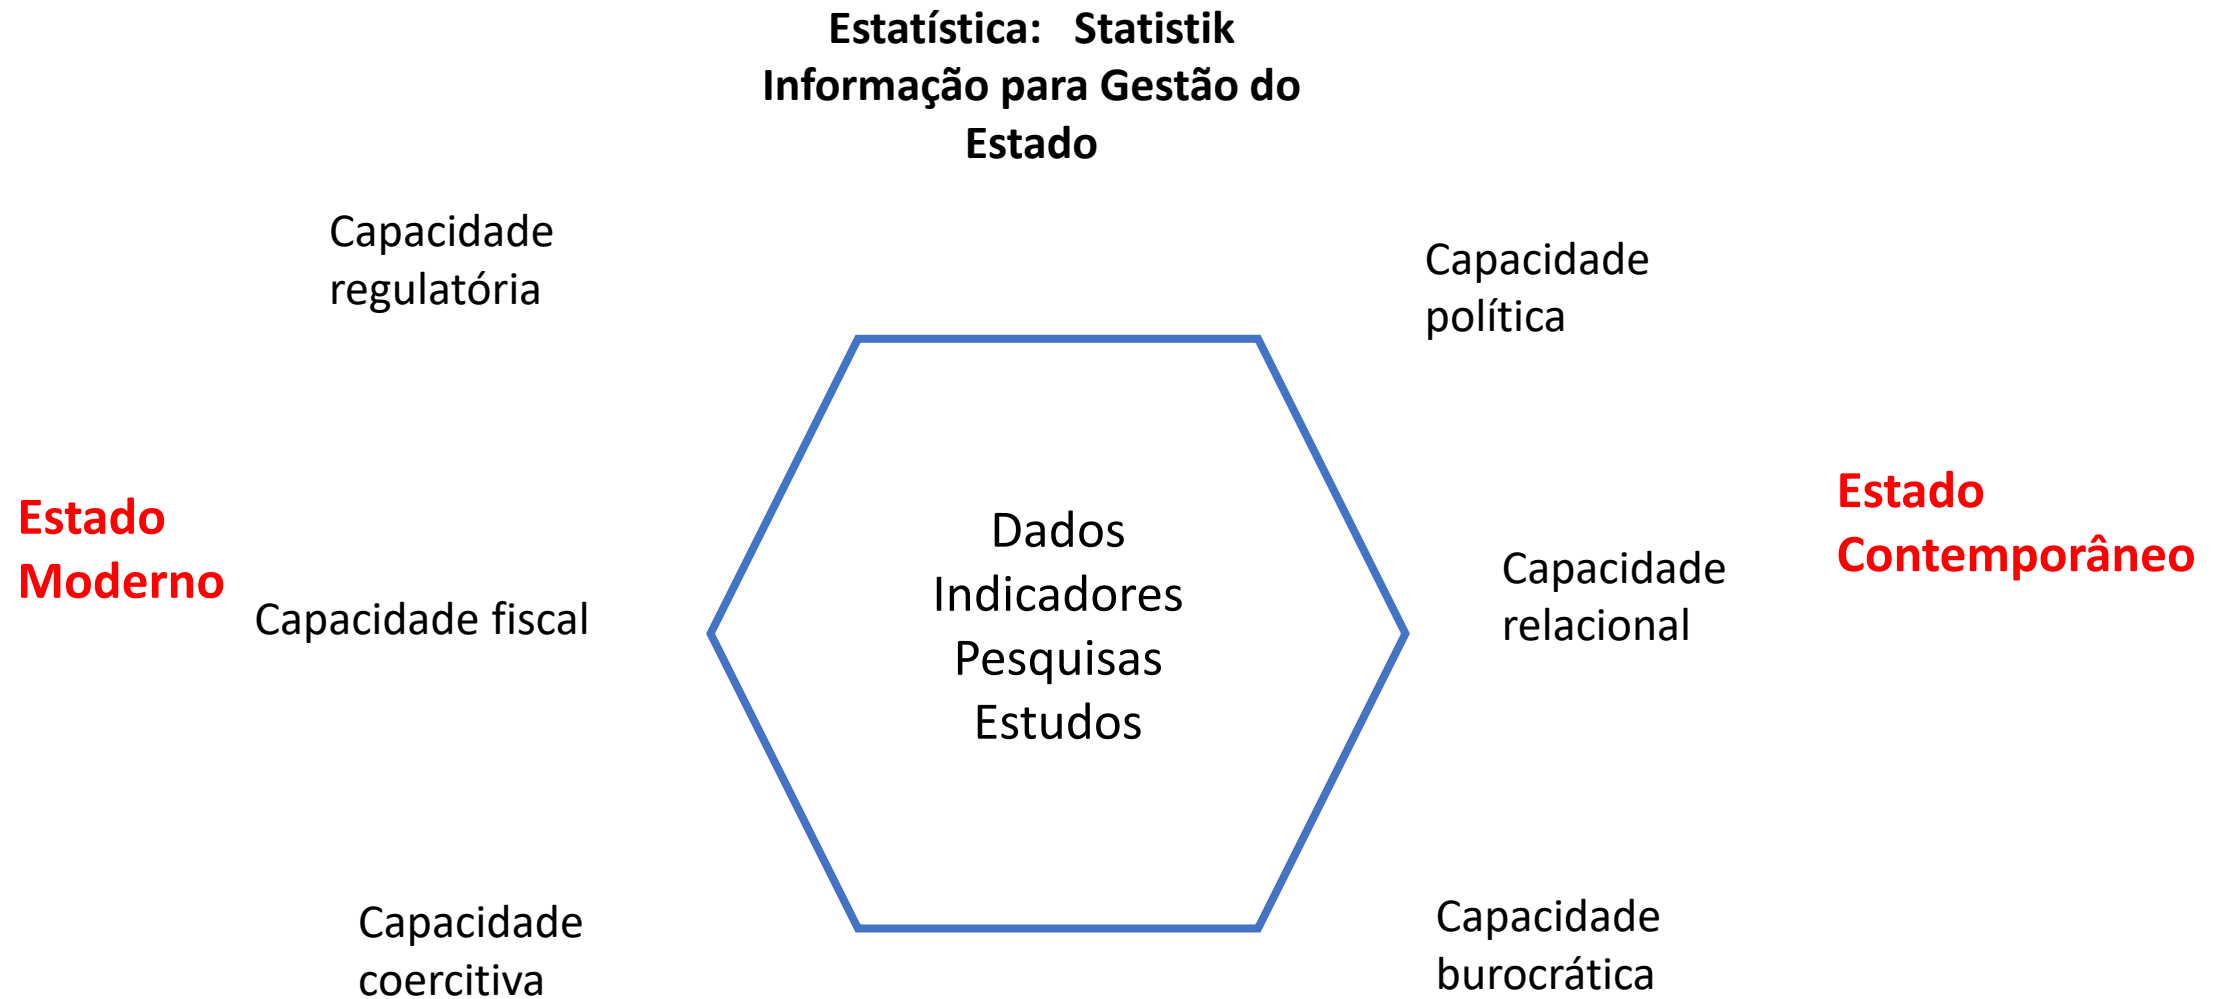 Estatística: Statistik
Informação para Gestão do
Estado
Capacidade
regulatória
Capacidade
política
Estado
Moderno
Capacidade fiscal
Dados
Indicadores
Pesquisas
Estudos
Capacidade
relacional
Estado
Contemporâneo
Capacidade
coercitiva
Capacidade
burocrática